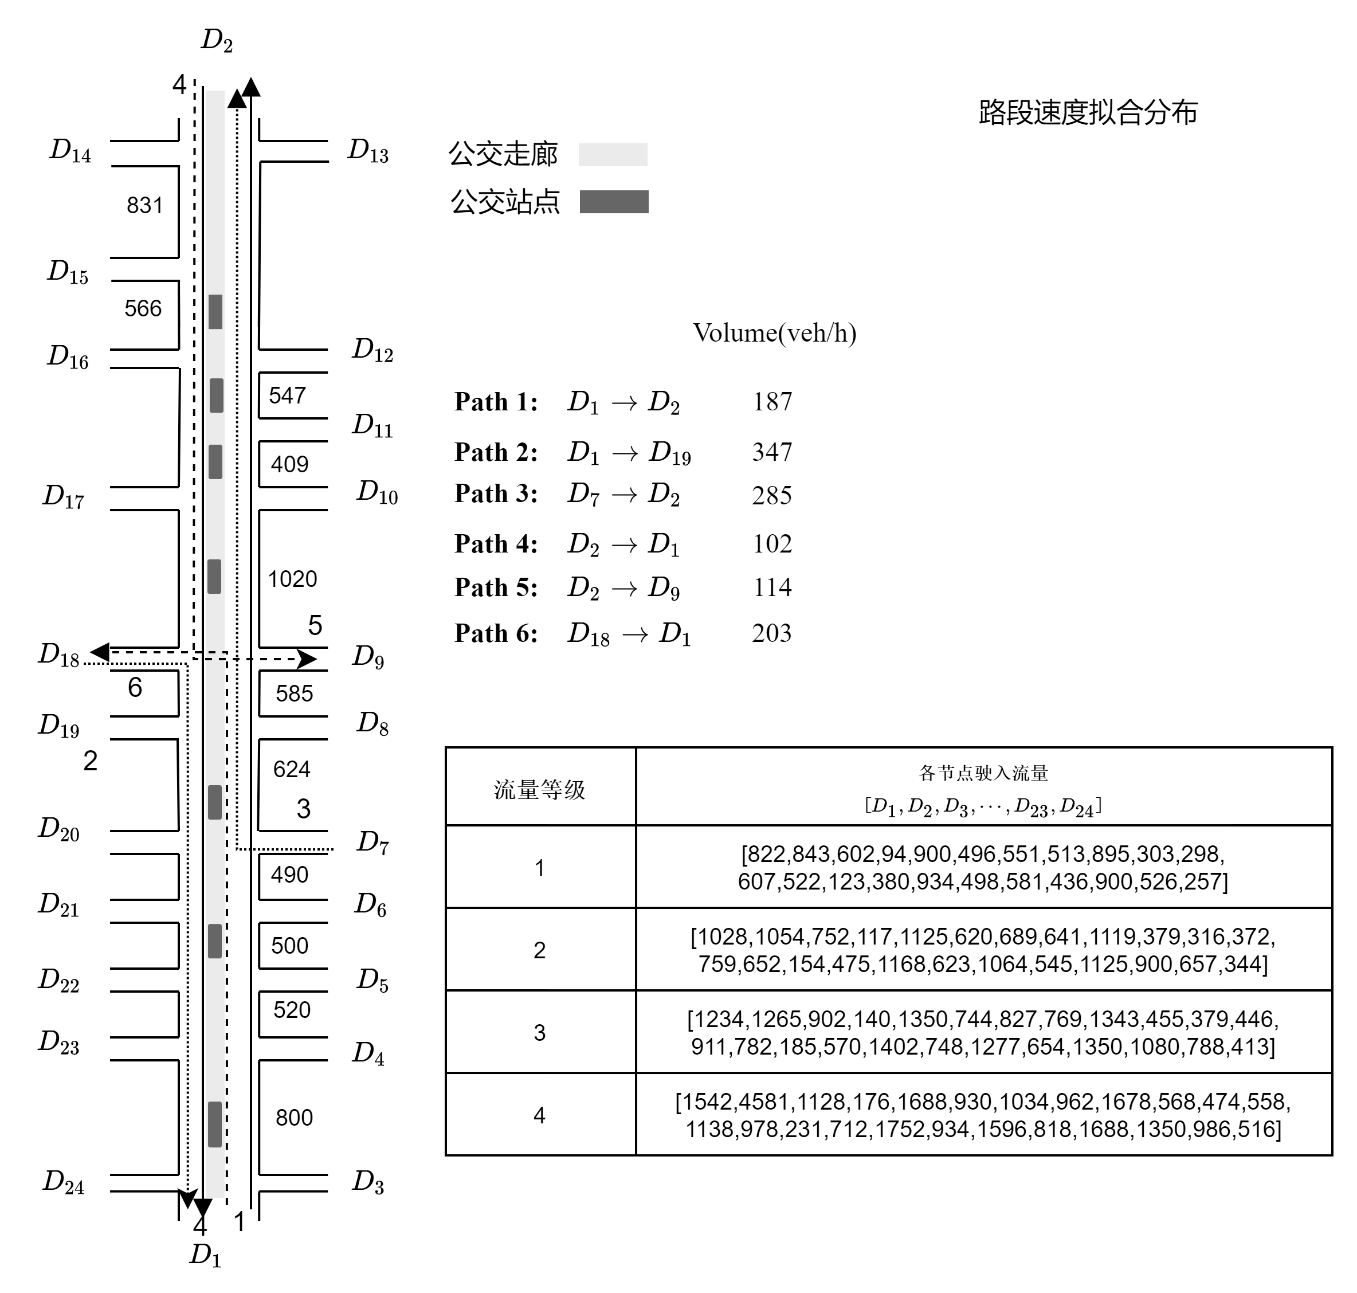 D2
4
路段速度拟合分布
D14
D13
公交走廊
831
公交站点
D15
566
Volume(veh/h)
D16
D12
547
Path 1: D1 → D2 187
D11
Path 2: D1 → D19 347
409
D17
D10
Path 3: D7 → D2 285
Path 4: D2 → D1 102
1020
Path 5: D2 → D9 114
5
Path 6: D18 → D1 203
D18
D9
6
585
D19
D8
2
624
3
流量等级
各节点驶入流量
[D1, D2, D3, ···, D23, D24]
D20
D7
1
[822,843,602,94,900,496,551,513,895,303,298,
607,522,123,380,934,498,581,436,900,526,257]
490
D21
D6
500
2
[1028,1054,752,117,1125,620,689,641,1119,379,316,372,
759,652,154,475,1168,623,1064,545,1125,900,657,344]
D22
D5
520
D23
D4
3
[1234,1265,902,140,1350,744,827,769,1343,455,379,446,
911,782,185,570,1402,748,1277,654,1350,1080,788,413]
800
4
[1542,4581,1128,176,1688,930,1034,962,1678,568,474,558,
1138,978,231,712,1752,934,1596,818,1688,1350,986,516]
D24
D3
4
1
D1